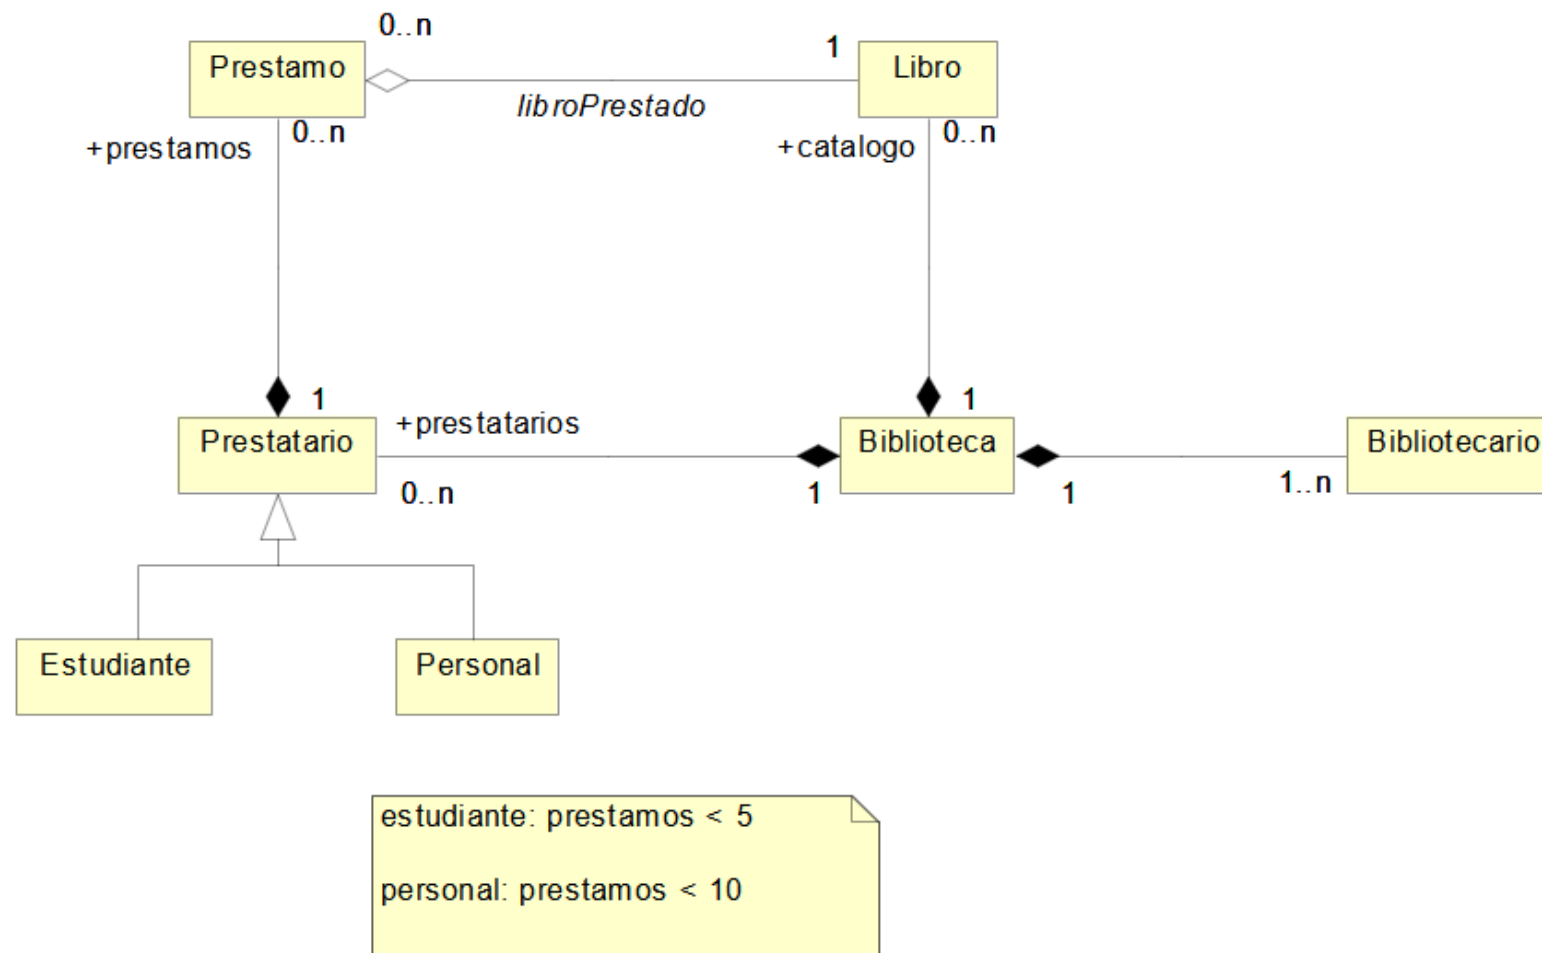 0..n
1
Prestamo
Libro
libroPrestado
0..n
0..n
+prestamos
+catalogo
1
1
+prestatarios
Prestatario
Biblioteca
Bibliotecario
0..n
1
1
1..n
Estudiante
Personal
estudiante: prestamos < 5
personal: prestamos < 10